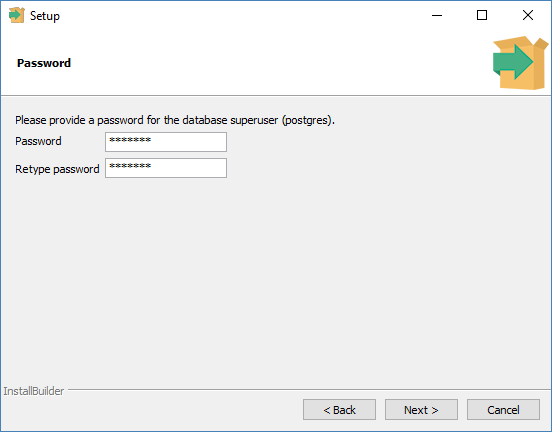 Setup
Password
Please provide a password for the database superuser (postgres).
Password *******
Retype password *******
InstallBuilder
< Back Next > Cancel